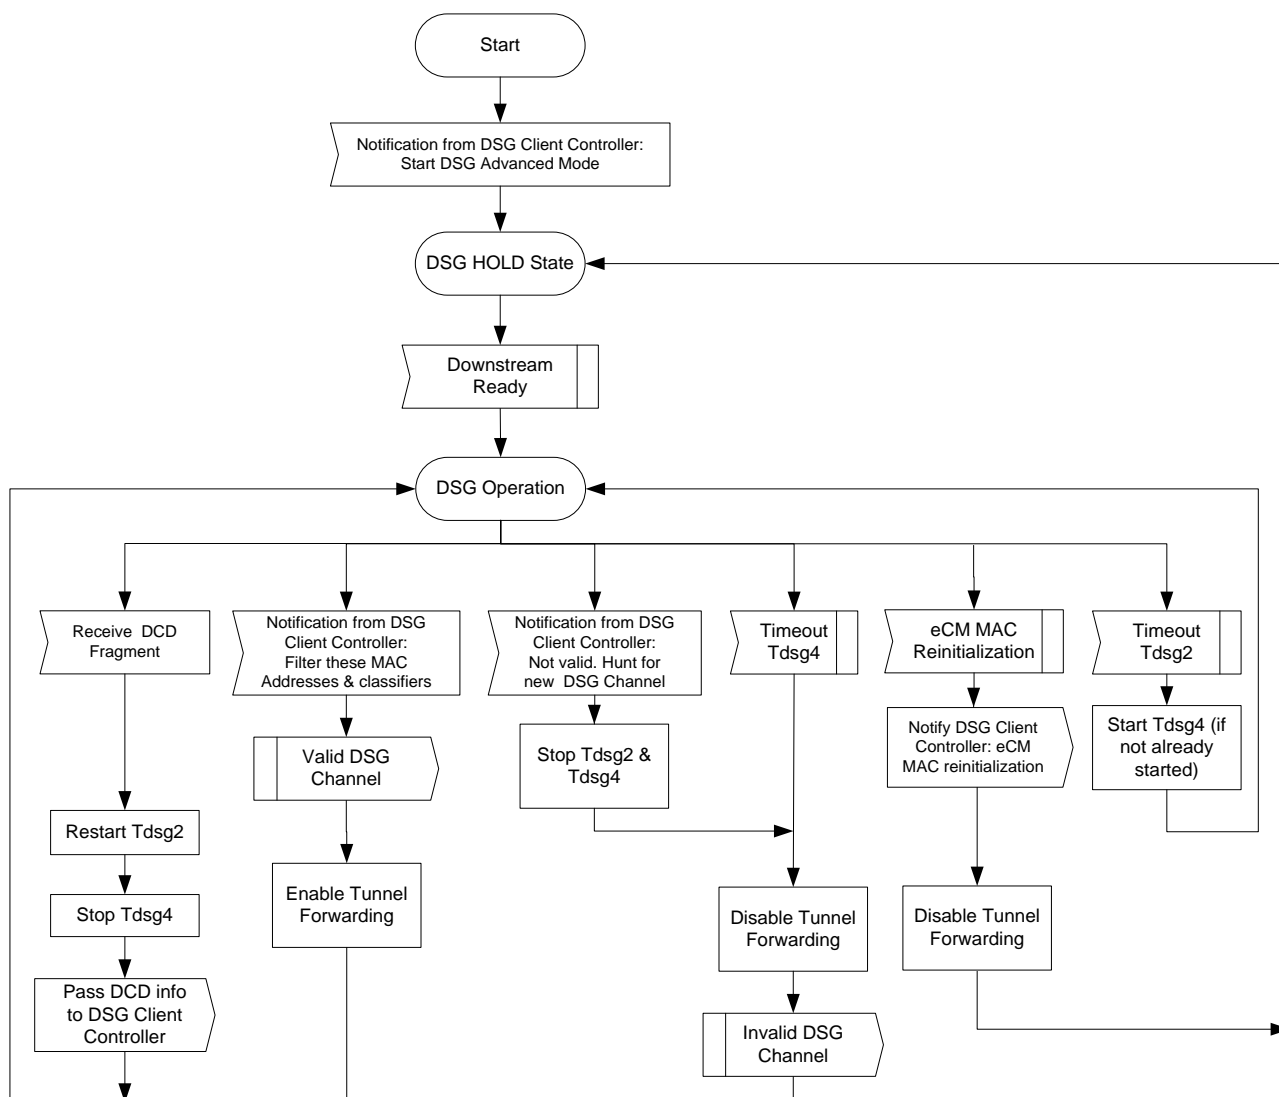 Start
Notification from DSG Client Controller:
Start DSG Advanced Mode
DSG HOLD State
Downstream
Ready
DSG Operation
Receive DCD
Fragment
Notification from DSG
Client Controller:
Filter these MAC
Addresses & classifiers
Notification from DSG
Client Controller:
Not valid. Hunt for
new DSG Channel
Timeout
Tdsg4
eCM MAC
Reinitialization
Timeout
Tdsg2
Valid DSG
Channel
Stop Tdsg2 &
Tdsg4
Notify DSG Client
Controller: eCM
MAC reinitialization
Start Tdsg4 (if
not already
started)
Restart Tdsg2
Enable Tunnel
Forwarding
Stop Tdsg4
Disable Tunnel
Forwarding
Disable Tunnel
Forwarding
Pass DCD info
to DSG Client
Controller
Invalid DSG
Channel